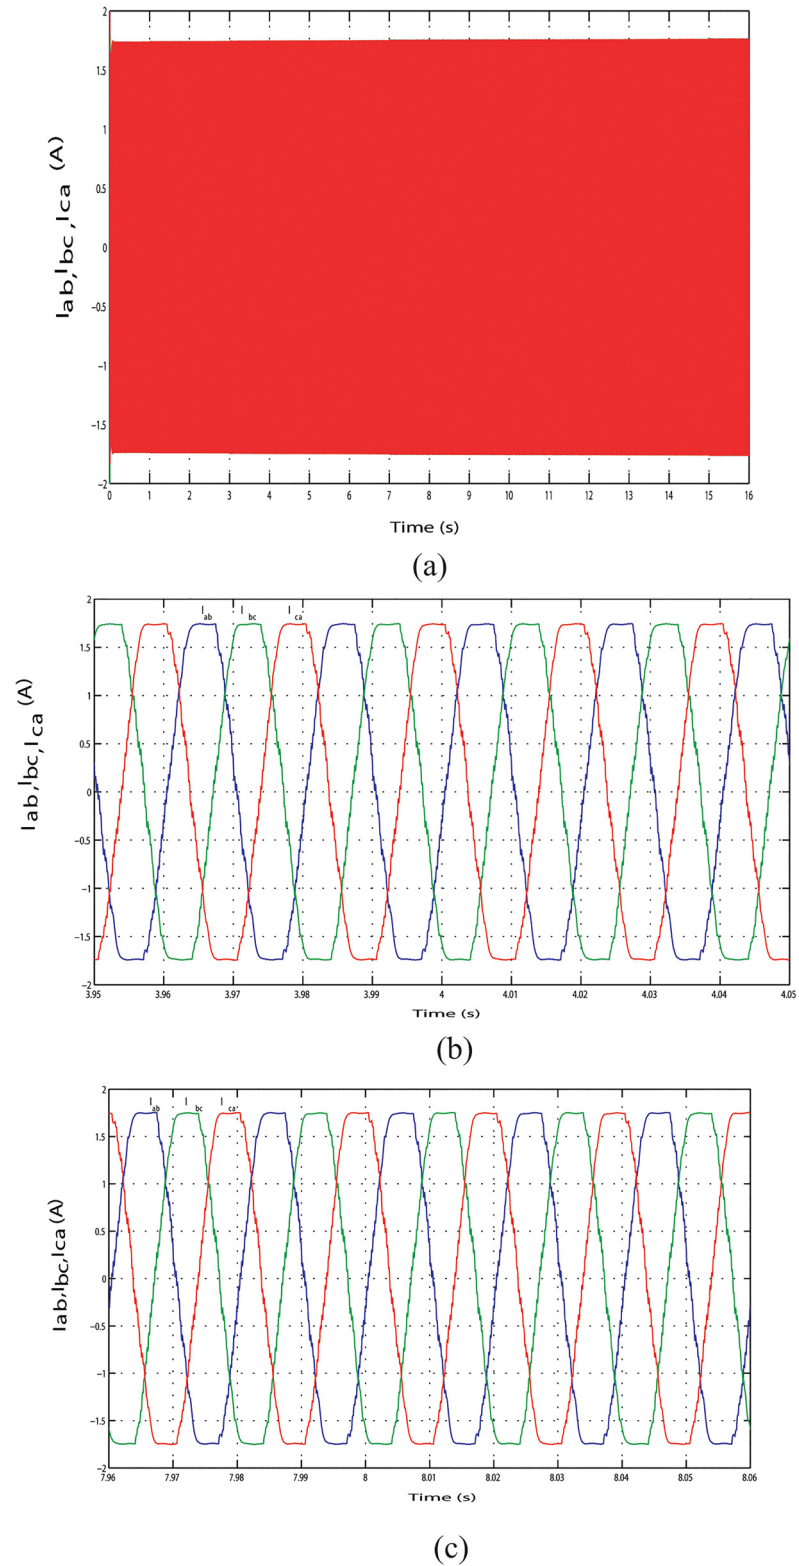 2
1.5
1
0.5
0
−0.5
−1
−1.5
−2
Iab,Ibc,Ica (A)
0 1 2 3 4 5 6 7 8 9 10 11 12 13 14 15 16
Time (s)
(a)
2
1.5
1
0.5
0
−0.5
−1
−1.5
−2
Iab,Ibc,Ica (A)
Iab Ibc Ica
3.95 3.96 3.97 3.98 3.99 4 4.01 4.02 4.03 4.04 4.05
Time (s)
(b)
2
1.5
1
0.5
0
−0.5
−1
−1.5
−2
Iab,Ibc,Ica (A)
Iab Ibc Ica
7.96 7.97 7.98 7.99 8 8.01 8.02 8.03 8.04 8.05 8.06
Time (s)
(c)